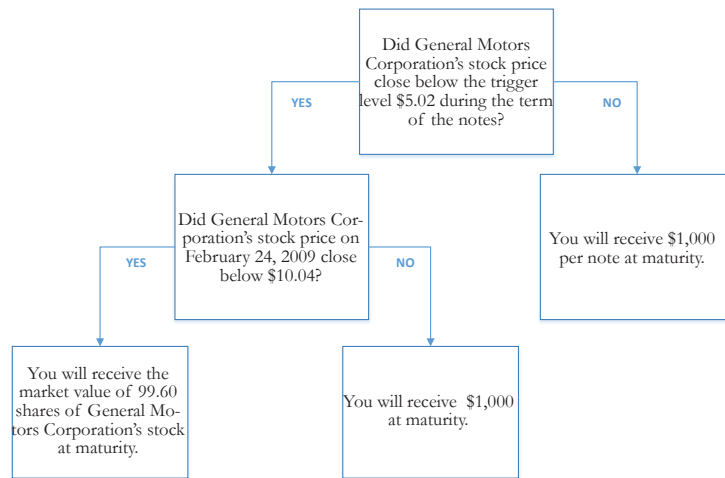 Did General Motors
Corporation's stock price
close below the trigger
level $5.02 during the term
of the notes?
YES
NO
Did General Motors Cor-
poration's stock price on
February 24, 2009 close
below $10.04?
You will receive $1,000
per note at maturity.
YES
NO
You will receive the
market value of 99.60
shares of General Mo-
tors Corporation's stock
at maturity.
You will receive $1,000
at maturity.